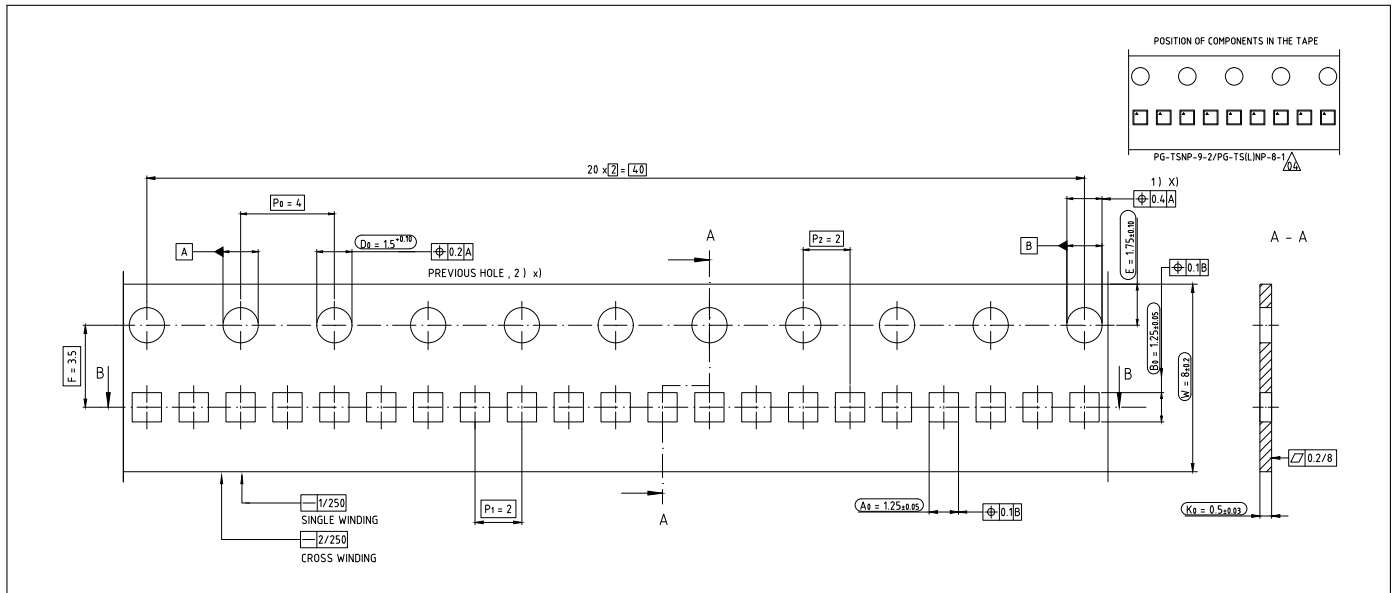 POSITION OF COMPONENTS IN THE TAPE
PG-TSNP-9-2/PG-TS(L)NP-8-1 04
20 x 2 = 40
1) X)
⌖ 0.4 A
P0 = 4
A
D0 = 1.5 +0.10
⌖ 0.2 A
PREVIOUS HOLE , 2 ) x)
A
P2 = 2
B
E = 1.75±0.10
A - A
⌖ 0.1 B
F = 3.5
B
B0 = 1.25±0.05
B
W = 8±0.2
⏥ 0.2/8
— 1/250
SINGLE WINDING
— 2/250
CROSS WINDING
P1 = 2
A
A0 = 1.25±0.05
⌖ 0.1 B
K0 = 0.5±0.03